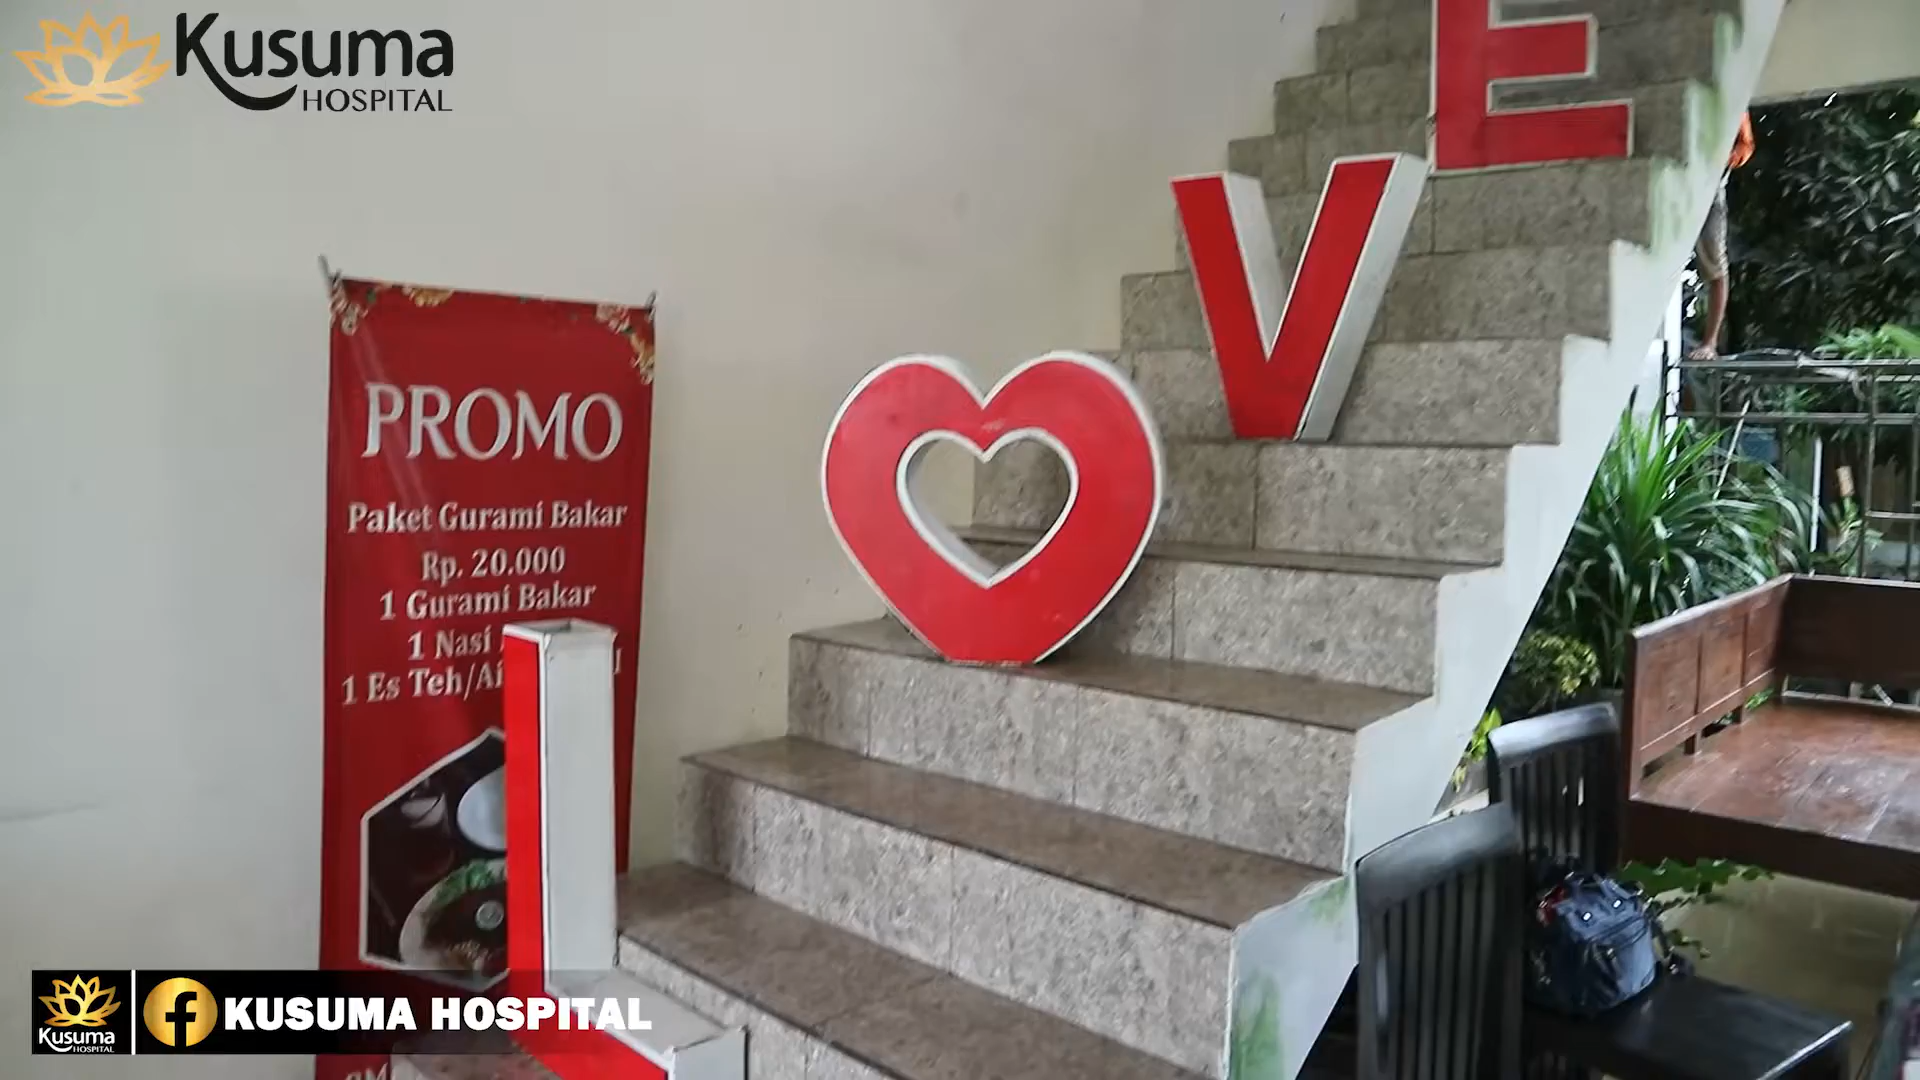 Kusuma
HOSPITAL
E
V
L
PROMO
Paket Gurami Bakar
Rp. 20.000
1 Gurami Bakar
1 Nasi
1 Es Teh/
Kusuma
HOSPITAL
f KUSUMA HOSPITAL